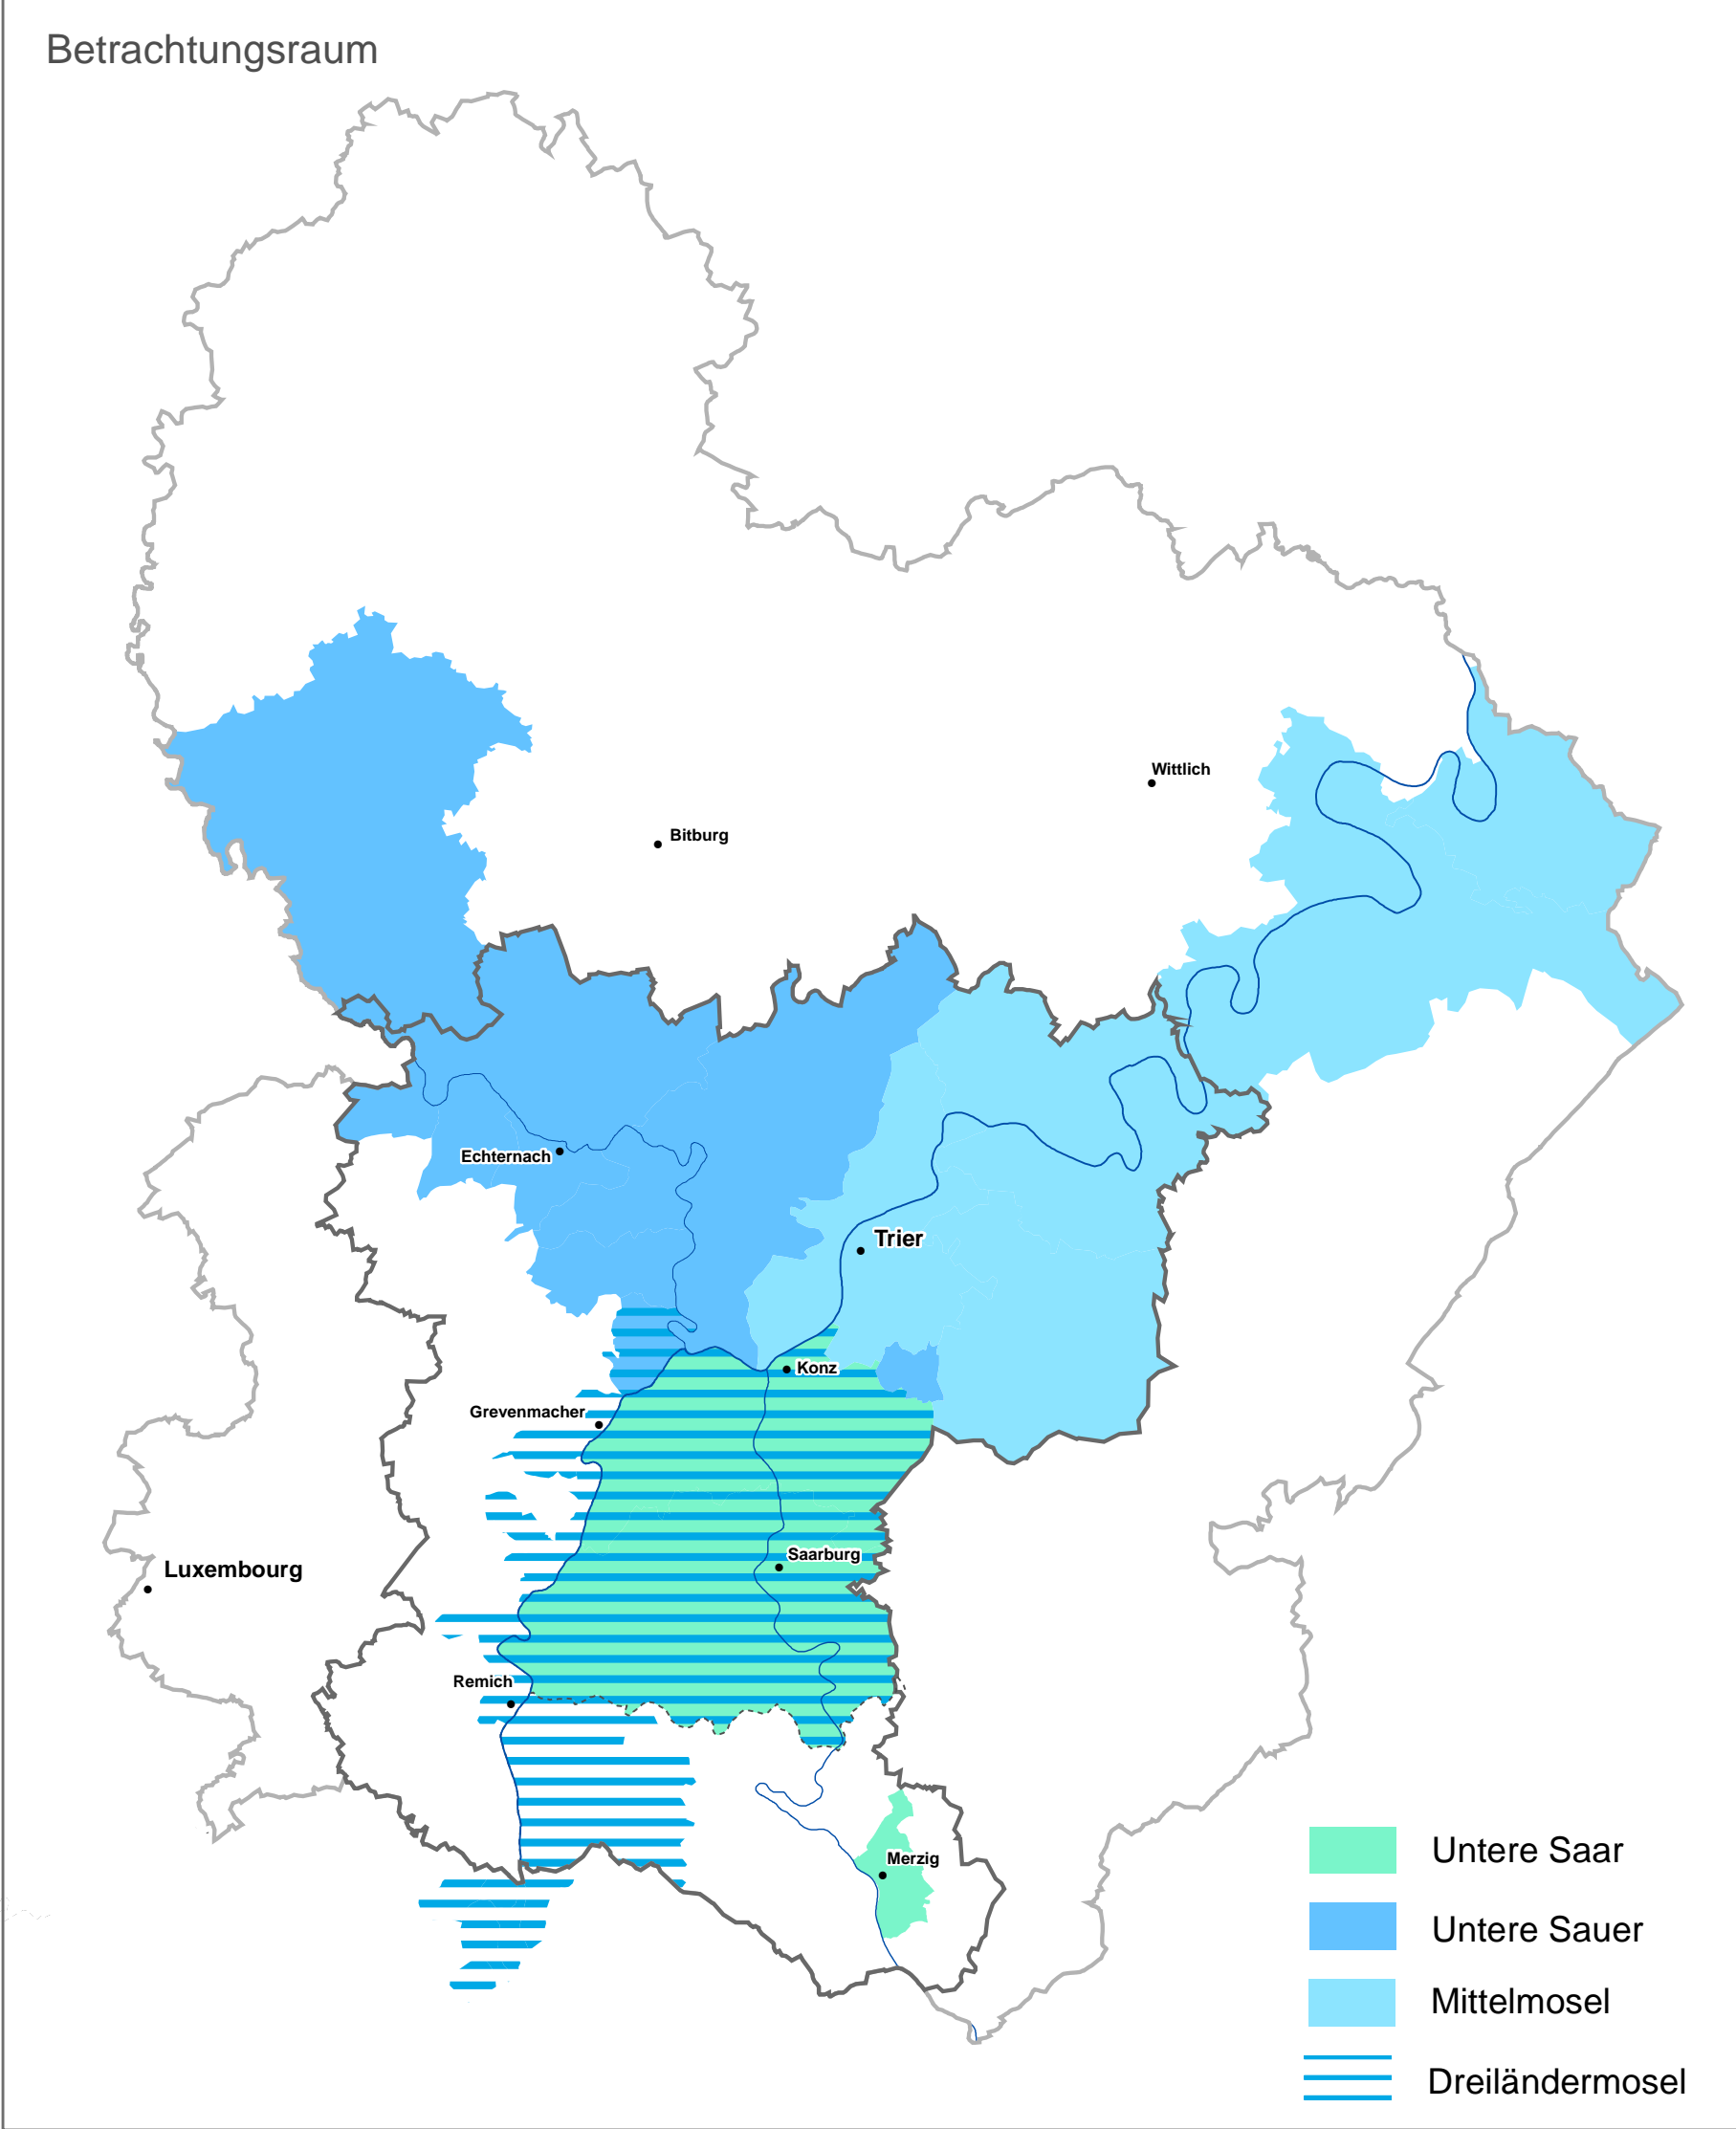 Betrachtungsraum
Wittlich
Bitburg
Echternach
Trier
Konz
Grevenmacher
Saarburg
Luxembourg
Remich
Merzig
Untere Saar
Untere Sauer
Mittelmosel
Dreiländermosel